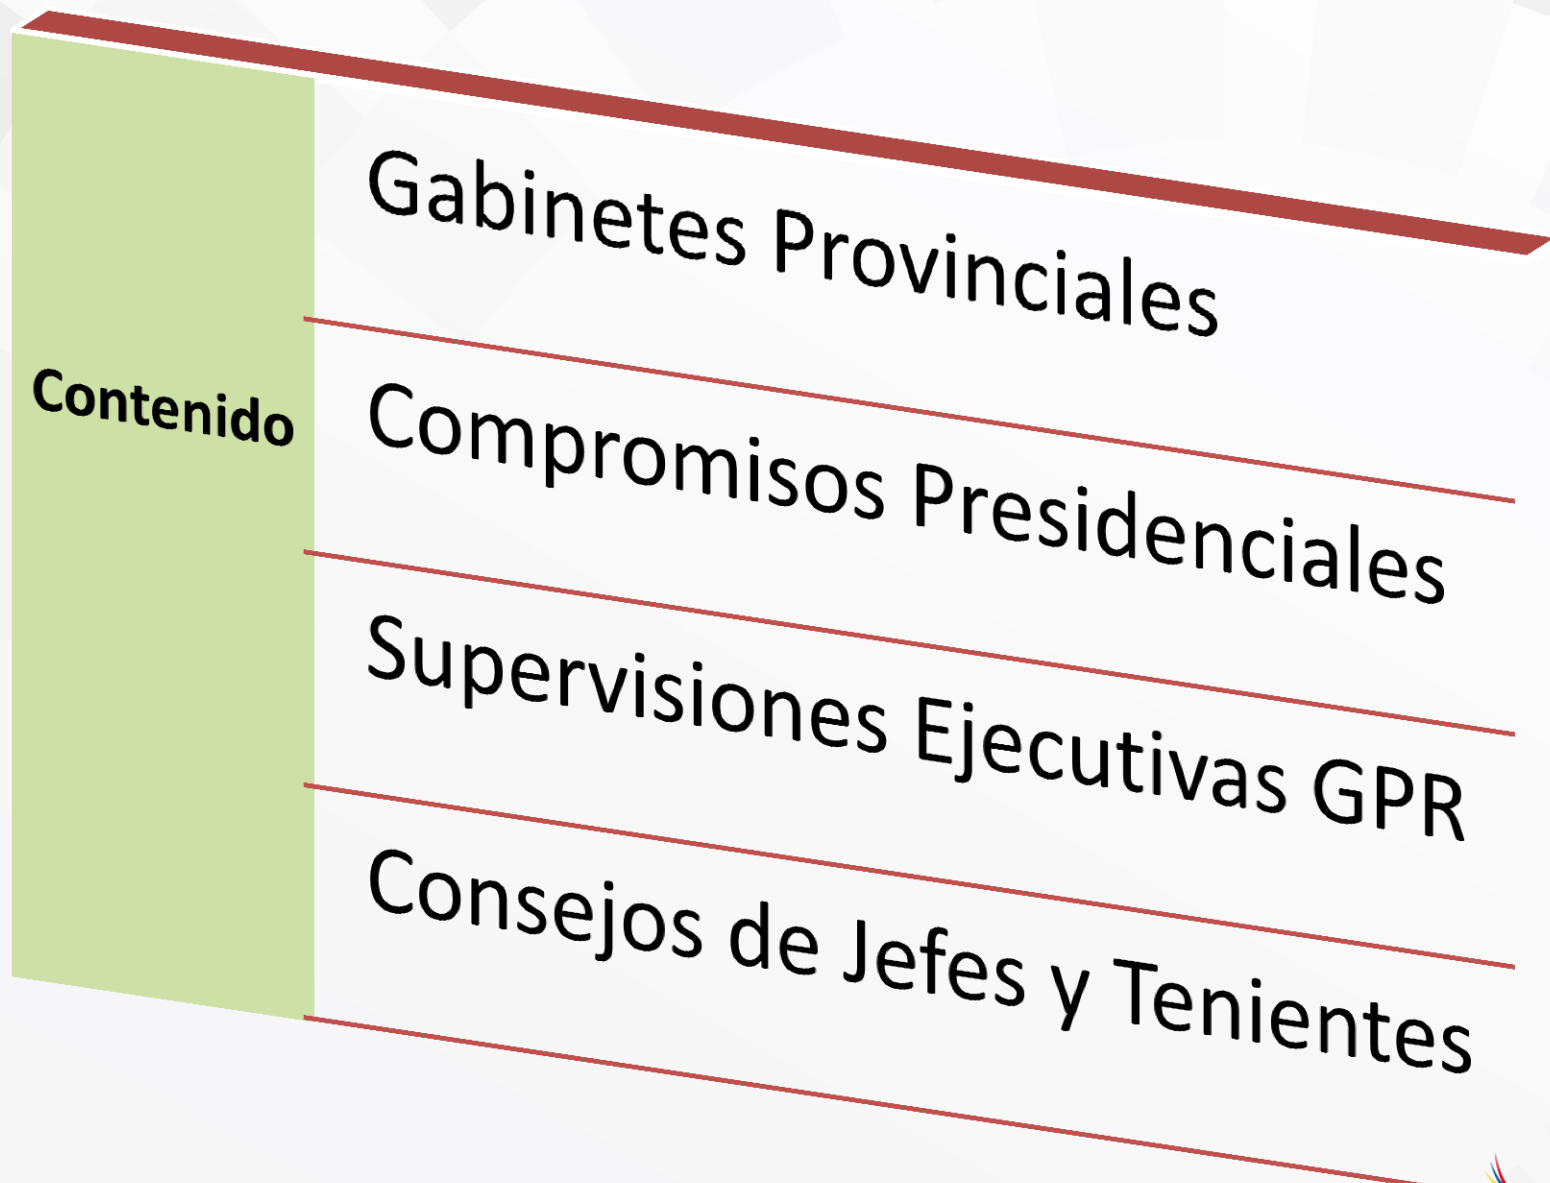 Contenido
Gabinetes Provinciales
Compromisos Presidenciales
Supervisiones Ejecutivas GPR
Consejos de Jefes y Tenientes